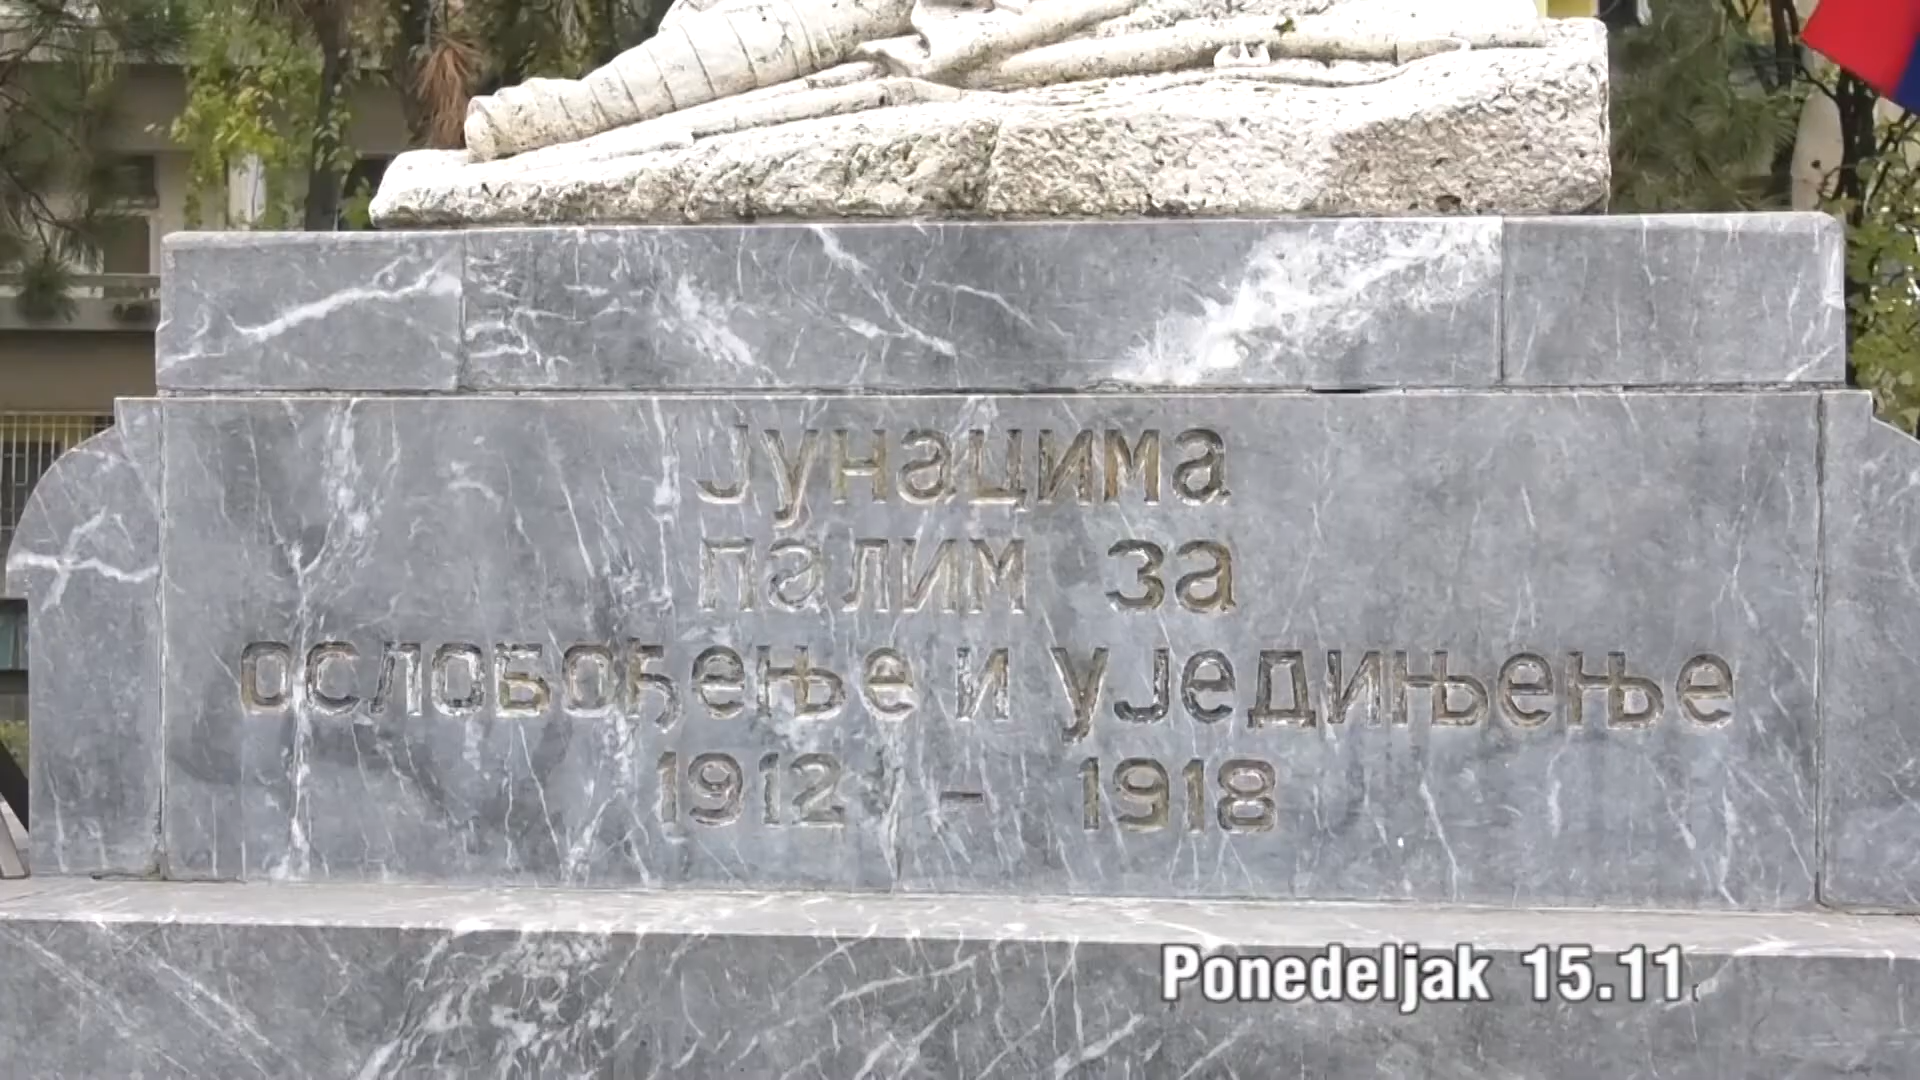 Јунацима
палим за
ослобођење и уједињење
1912 - 1918
Ponedeljak 15.11.